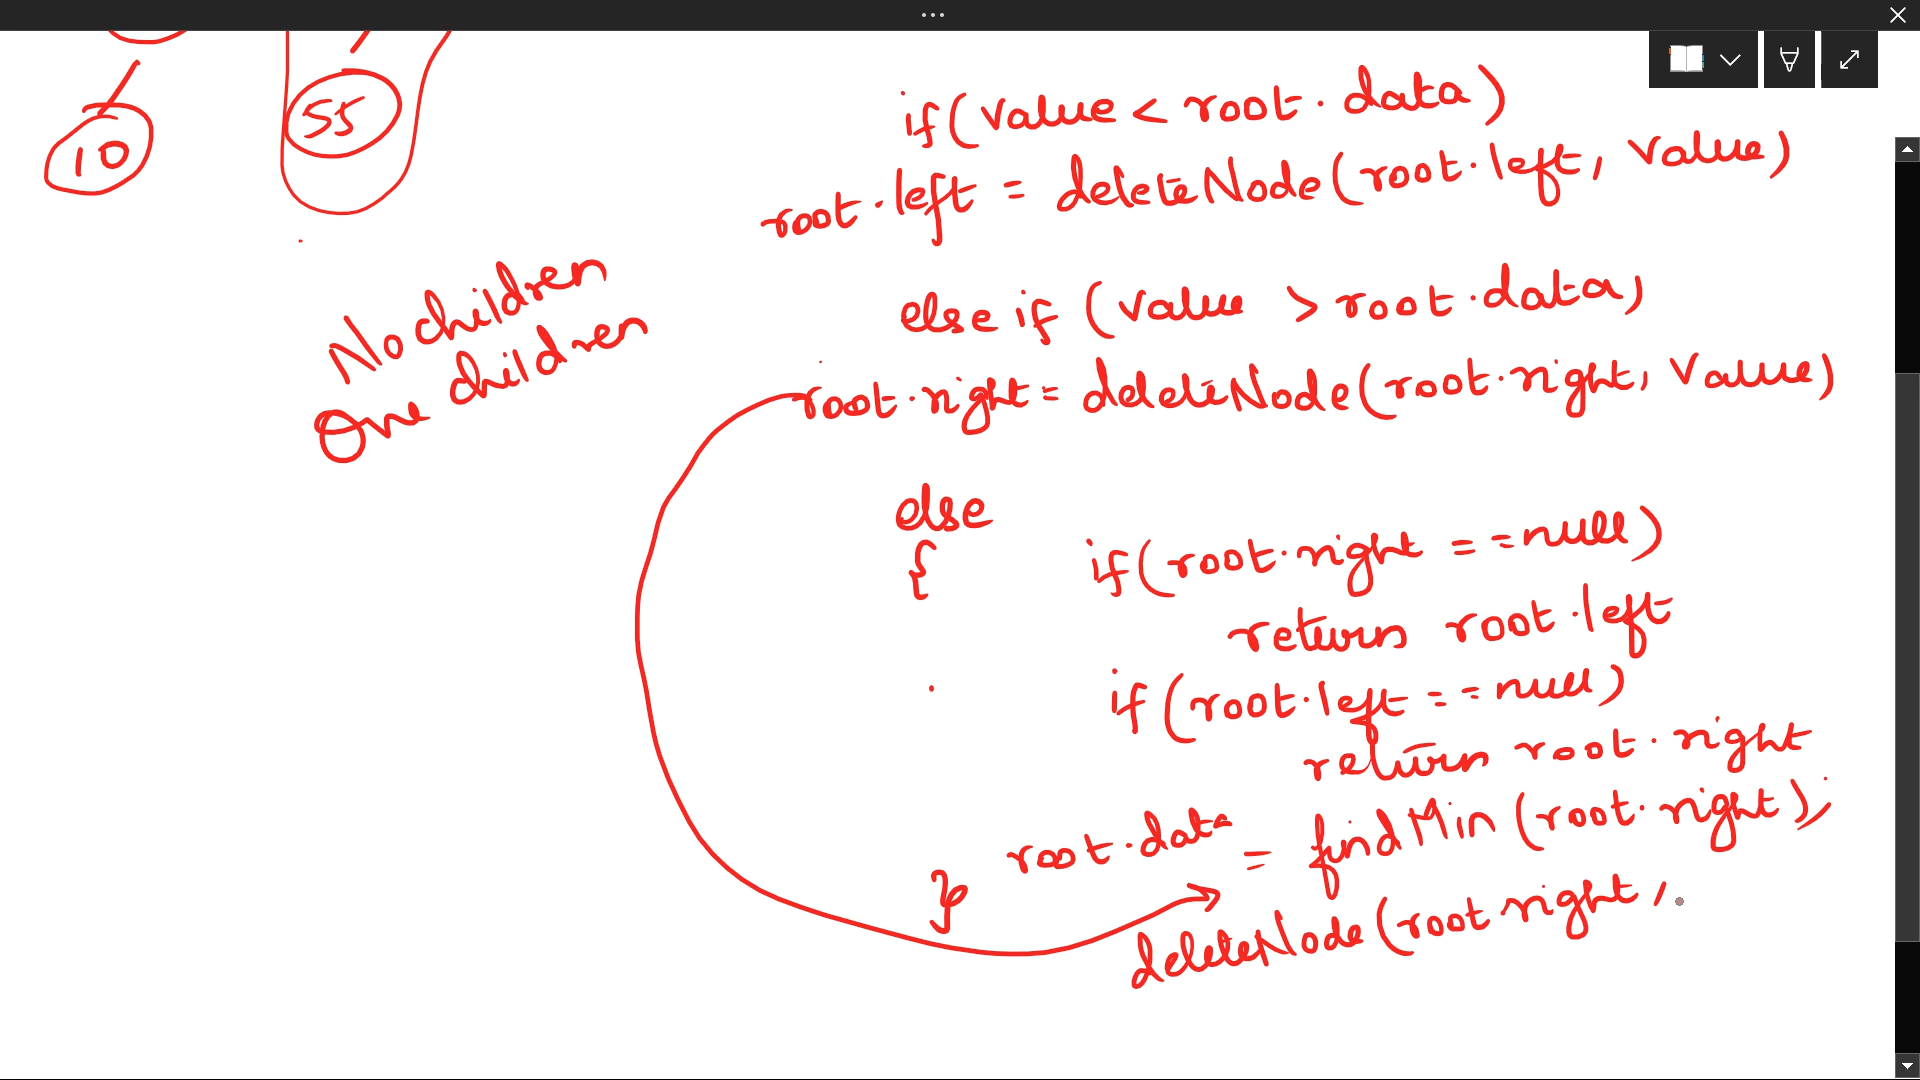 10
55
No children
One children
if(value < root.data)
root.left = deleteNode(root.left, value)
else if (value > root.data)
root.right = deleteNode(root.right, value)
else
{
if(root.right == null)
return root.left
if(root.left == null)
return root.right
root.data = findMin(root.right);
}
deleteNode(root right,